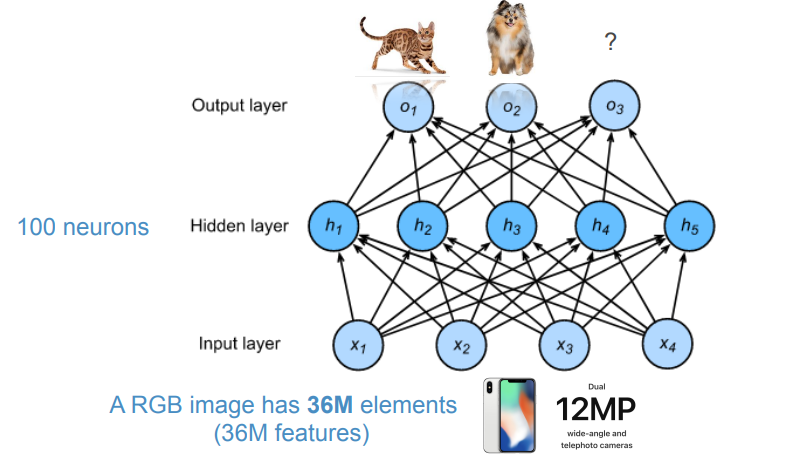 ?
Output layer
o1 o2 o3
100 neurons
Hidden layer
h1 h2 h3 h4 h5
Input layer
x1 x2 x3 x4
A RGB image has 36M elements
(36M features)
Dual
12MP
wide-angle and
telephoto cameras